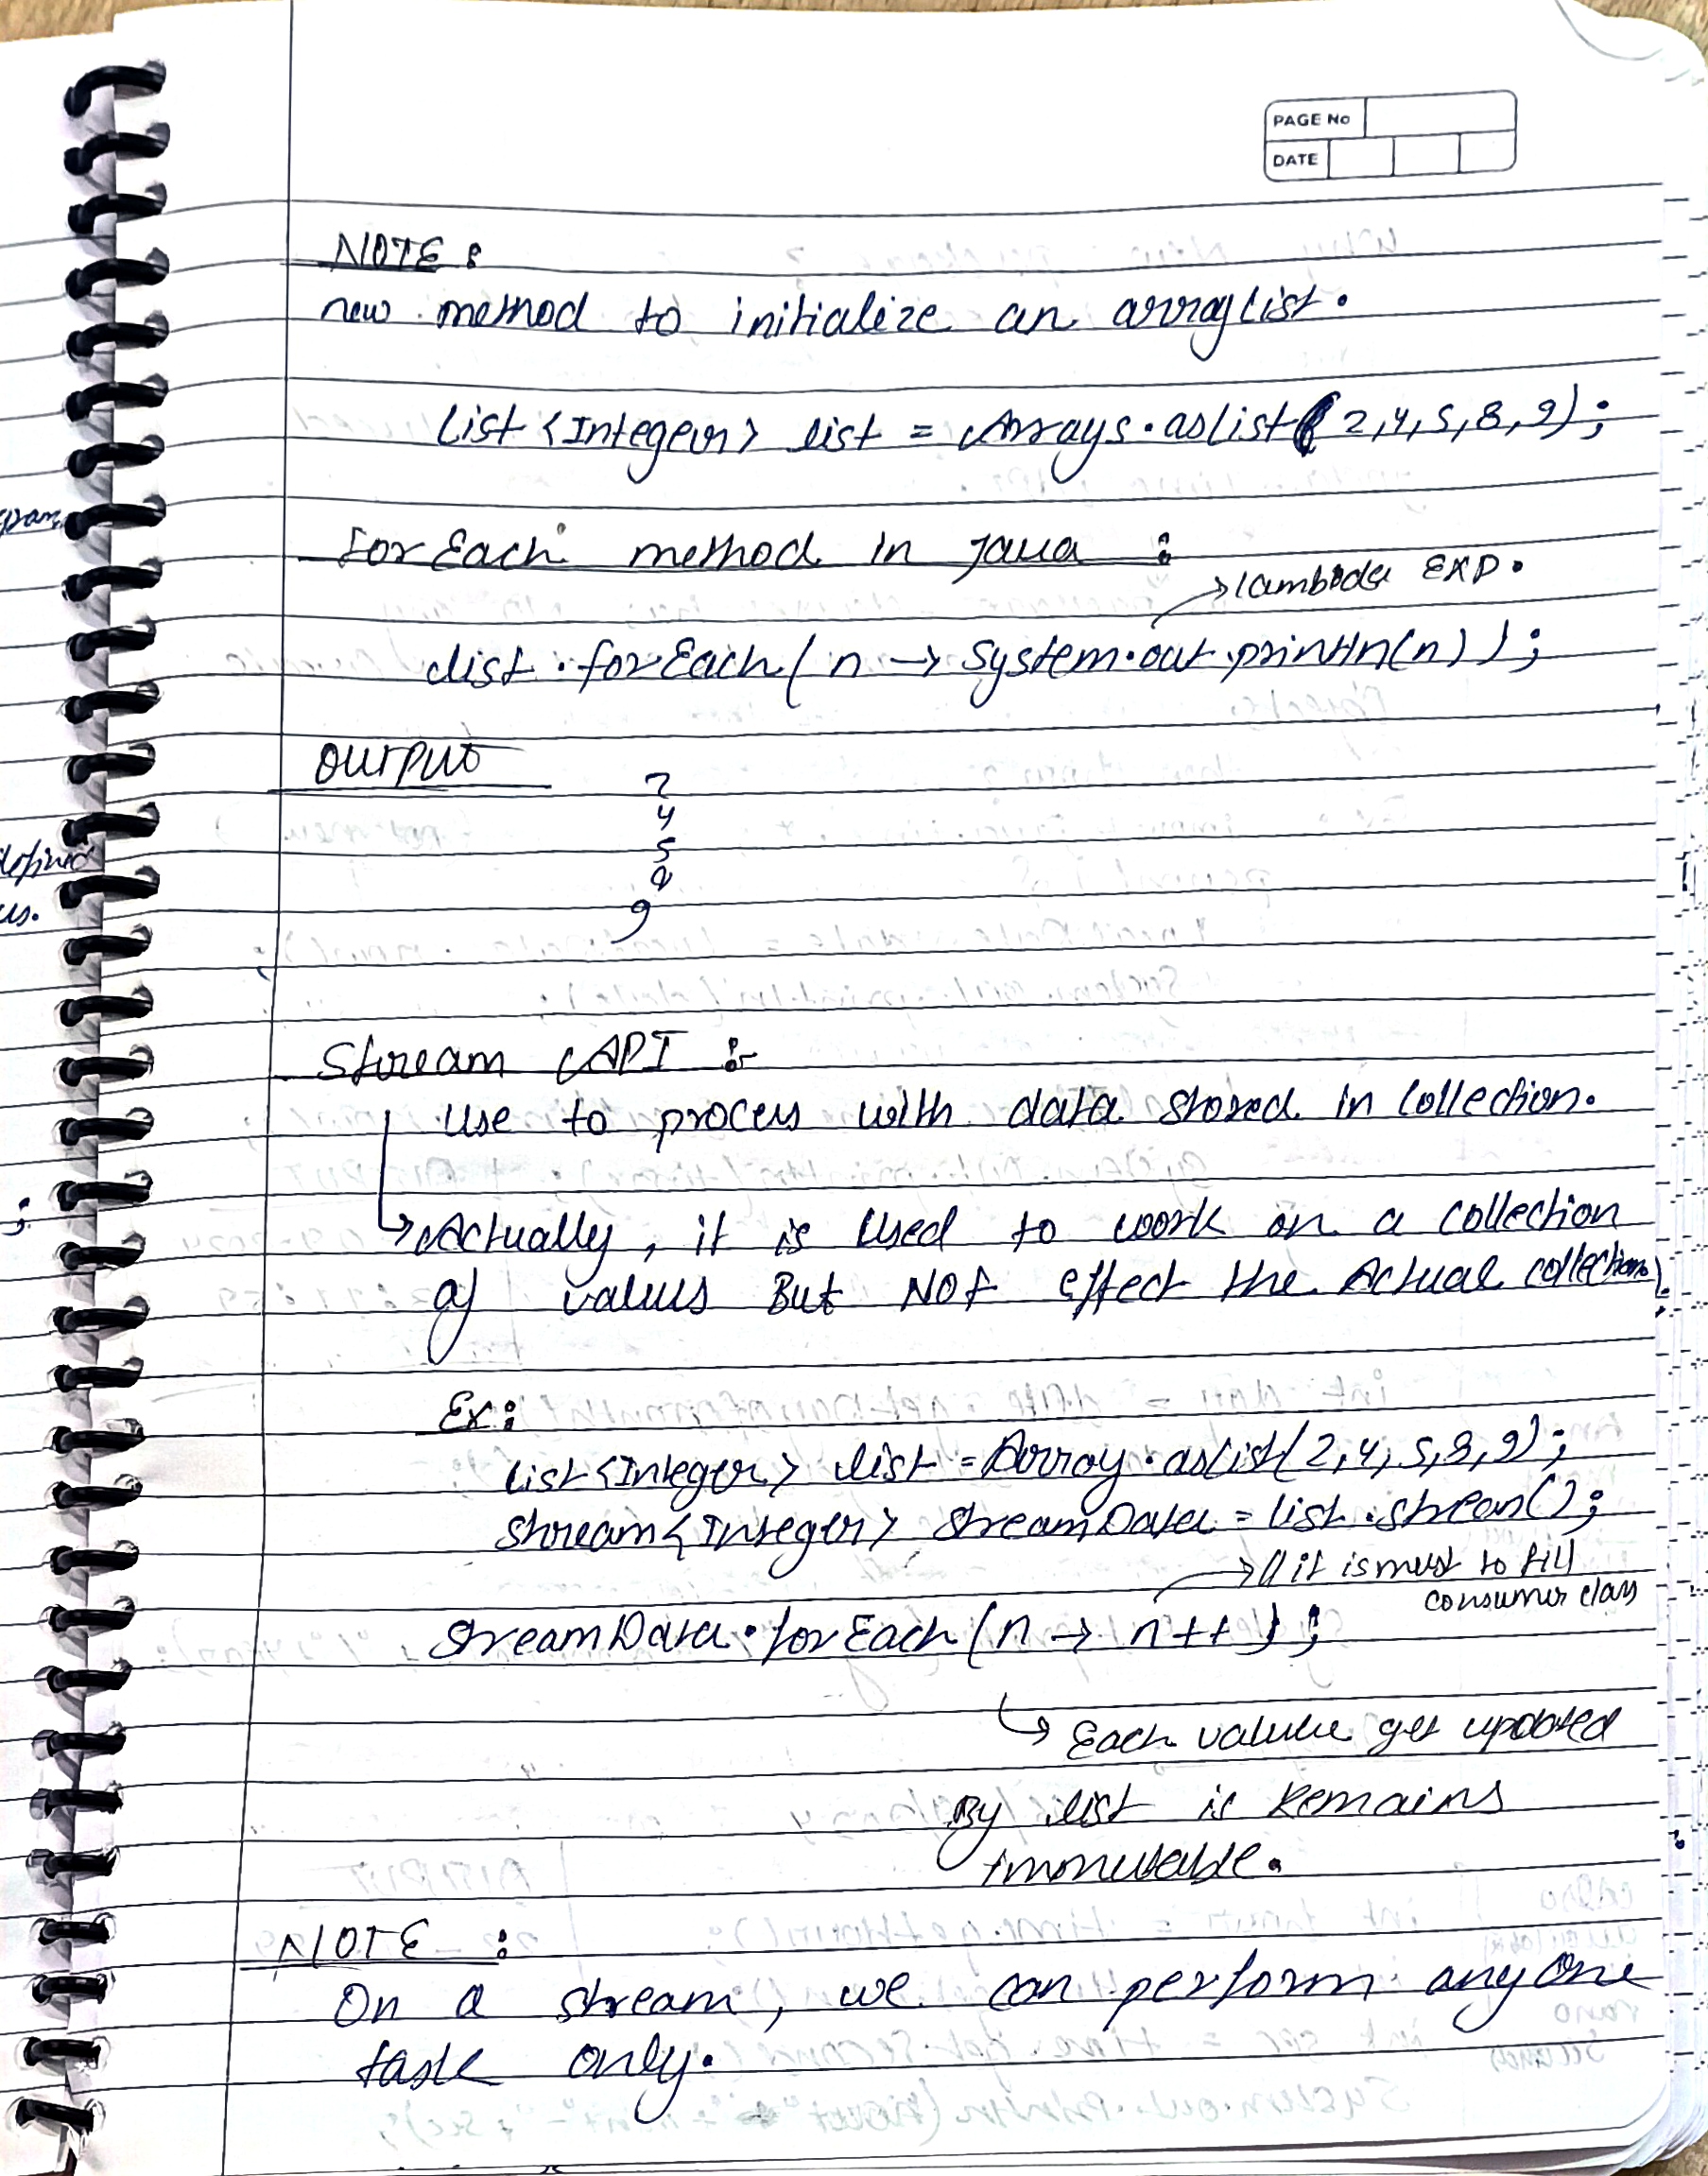 PAGE No
DATE
NOTE :
new method to initialize an arraylist.
List <Integer> list = Arrays.asList( 2,4,5,8,9);
forEach method in Java :
→ lambda EXP.
list.forEach( n → System.out.println(n) );
OUTPUT
2
4
5
8
9
Stream API :-
use to process with data stored in collection.
↳ Actually, it is used to work on a collection
of values But NOT effect the Actual collection.
Ex:
List<Integer> list = Array.asList(2,4,5,8,9);
Stream<Integer> streamData = list.stream();
→ // it is must to fill
consumer class
streamData.forEach(n → n++);
↳ Each value get updated
By list is Remains
immutable.
NOTE :
On a stream, we can perform any one
task only.
defined
us.
;